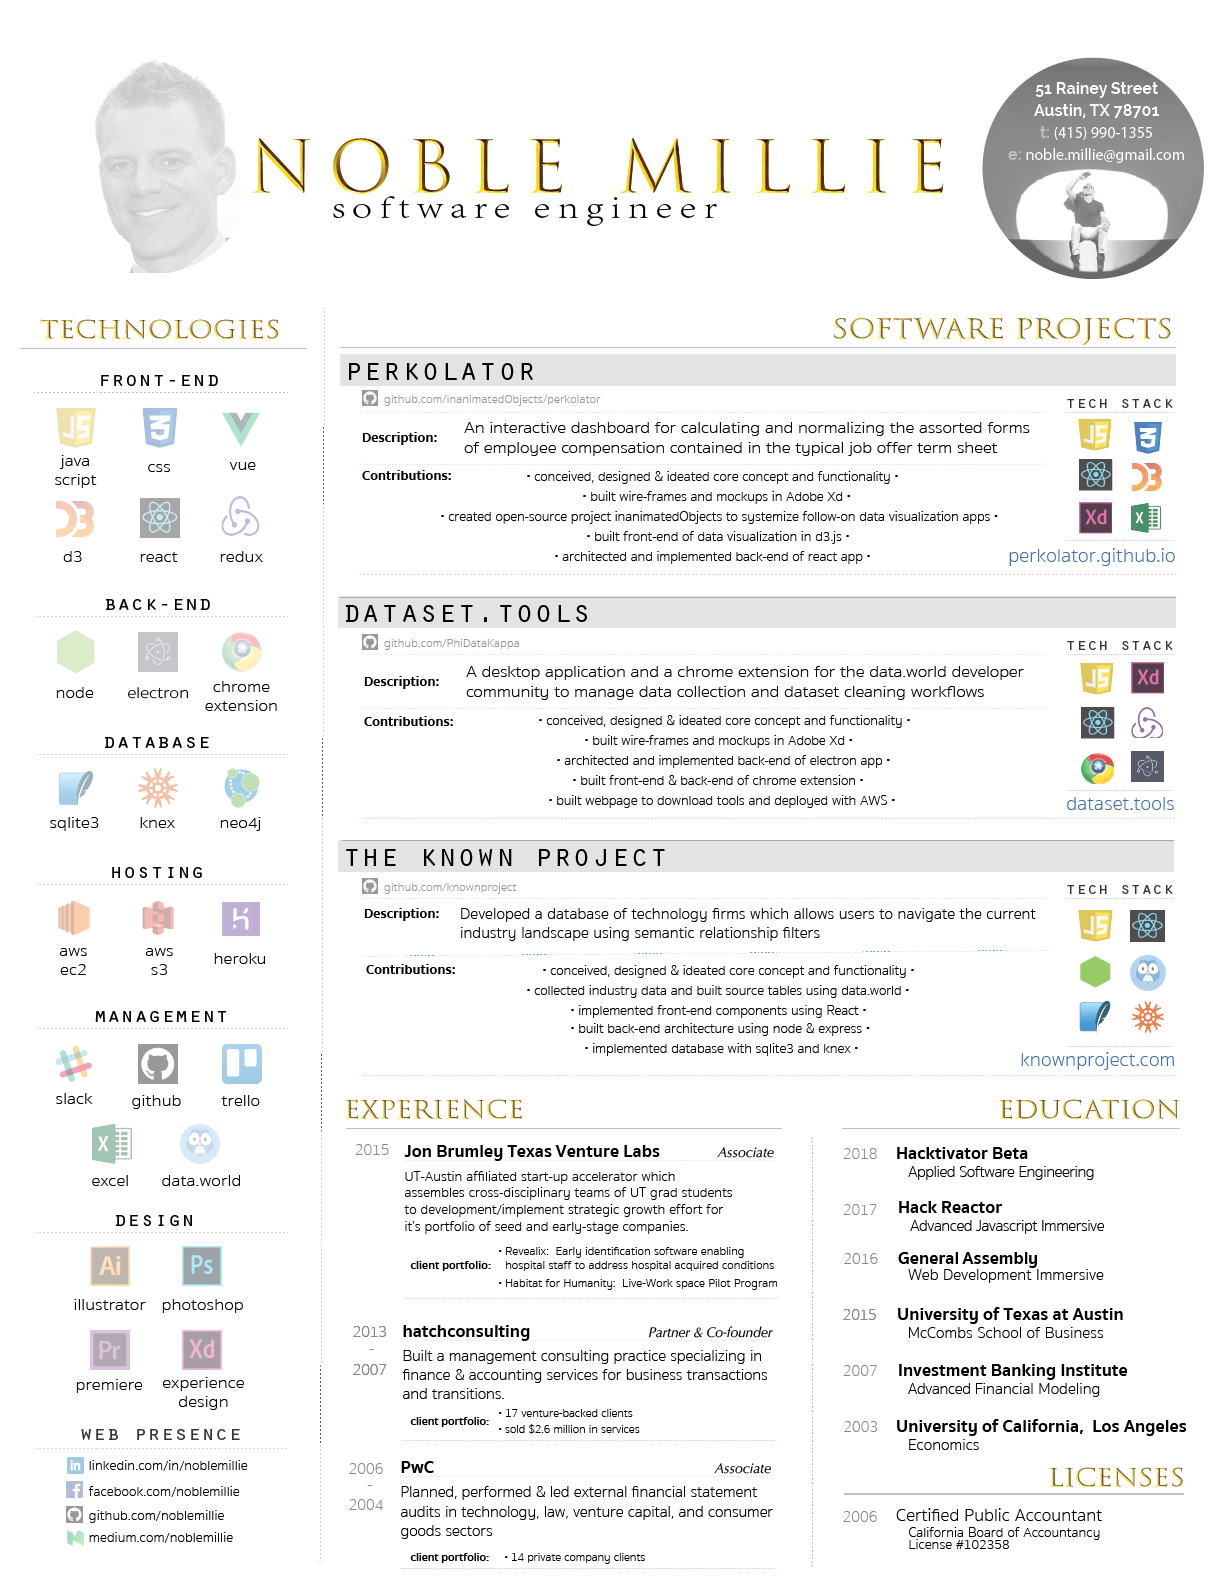 NOBLE MILLIE
software engineer
51 Rainey Street
Austin, TX 78701
t: (415) 990-1355
e: noble.millie@gmail.com
TECHNOLOGIES
FRONT-END
JS
3
java
script
css
vue
D3
d3
react
redux
BACK-END
node
electron
chrome
extension
DATABASE
sqlite3
knex
neo4j
HOSTING
aws
ec2
aws
s3
heroku
MANAGEMENT
slack
github
trello
X
excel
data.world
DESIGN
Ai
Ps
illustrator
photoshop
Pr
Xd
premiere
experience
design
WEB PRESENCE
in linkedin.com/in/noblemillie
f facebook.com/noblemillie
github.com/noblemillie
medium.com/noblemillie
SOFTWARE PROJECTS
PERKOLATOR
github.com/inanimatedObjects/perkolator
Description: An interactive dashboard for calculating and normalizing the assorted forms
of employee compensation contained in the typical job offer term sheet
Contributions: • conceived, designed & ideated core concept and functionality •
• built wire-frames and mockups in Adobe Xd •
• created open-source project inanimatedObjects to systemize follow-on data visualization apps •
• built front-end of data visualization in d3.js •
• architected and implemented back-end of react app •
TECH STACK
JS
3
D3
Xd
X
perkolator.github.io
DATASET.TOOLS
github.com/PhiDataKappa
Description: A desktop application and a chrome extension for the data.world developer
community to manage data collection and dataset cleaning workflows
Contributions: • conceived, designed & ideated core concept and functionality •
• built wire-frames and mockups in Adobe Xd •
• architected and implemented back-end of electron app •
• built front-end & back-end of chrome extension •
• built webpage to download tools and deployed with AWS •
TECH STACK
JS
Xd
dataset.tools
THE KNOWN PROJECT
github.com/knownproject
Description: Developed a database of technology firms which allows users to navigate the current
industry landscape using semantic relationship filters
Contributions: • conceived, designed & ideated core concept and functionality •
• collected industry data and built source tables using data.world •
• implemented front-end components using React •
• built back-end architecture using node & express •
• implemented database with sqlite3 and knex •
TECH STACK
JS
knownproject.com
EXPERIENCE
2015 Jon Brumley Texas Venture Labs Associate
UT-Austin affiliated start-up accelerator which
assembles cross-disciplinary teams of UT grad students
to development/implement strategic growth effort for
it's portfolio of seed and early-stage companies.
client portfolio: • Revealix: Early identification software enabling
hospital staff to address hospital acquired conditions
• Habitat for Humanity: Live-Work space Pilot Program
2013 - 2007 hatchconsulting Partner & Co-founder
Built a management consulting practice specializing in
finance & accounting services for business transactions
and transitions.
client portfolio: • 17 venture-backed clients
• sold $2.6 million in services
2006 - 2004 PwC Associate
Planned, performed & led external financial statement
audits in technology, law, venture capital, and consumer
goods sectors
client portfolio: • 14 private company clients
EDUCATION
2018 Hacktivator Beta
Applied Software Engineering
2017 Hack Reactor
Advanced Javascript Immersive
2016 General Assembly
Web Development Immersive
2015 University of Texas at Austin
McCombs School of Business
2007 Investment Banking Institute
Advanced Financial Modeling
2003 University of California, Los Angeles
Economics
LICENSES
2006 Certified Public Accountant
California Board of Accountancy
License #102358